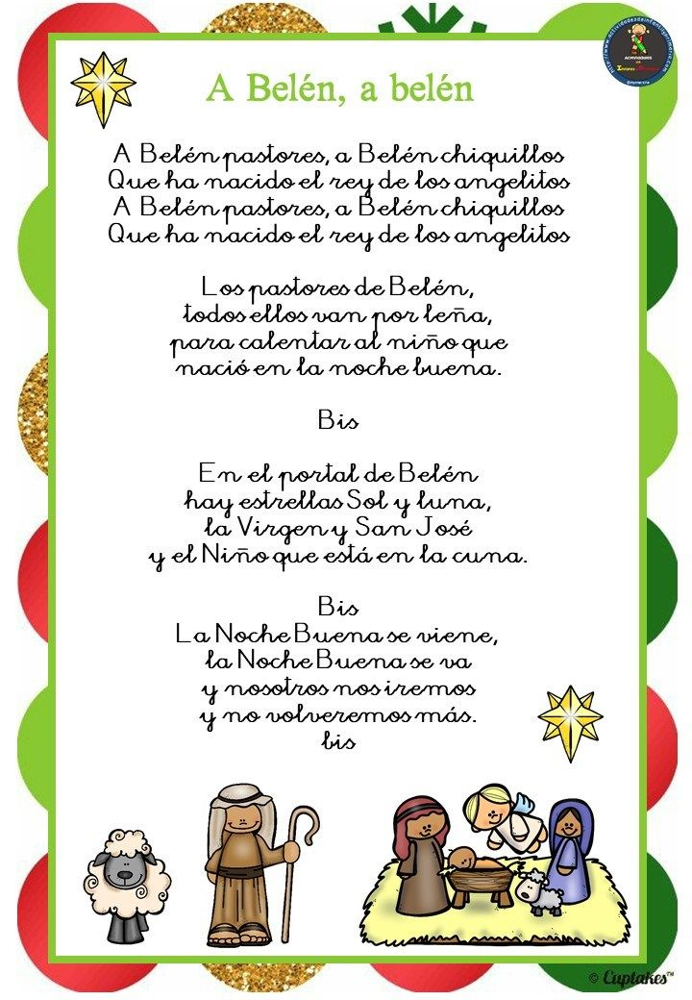 A Belén, a belén
A Belén pastores, a Belén chiquillos
Que ha nacido el rey de los angelitos
A Belén pastores, a Belén chiquillos
Que ha nacido el rey de los angelitos
Los pastores de Belén,
todos ellos van por leña,
para calentar al niño que
nació en la noche buena.
Bis
En el portal de Belén
hay estrellas Sol y luna,
la Virgen y San José
y el Niño que está en la cuna.
Bis
La Noche Buena se viene,
la Noche Buena se va
y nosotros nos iremos
y no volveremos más.
bis
© Cuptakes™